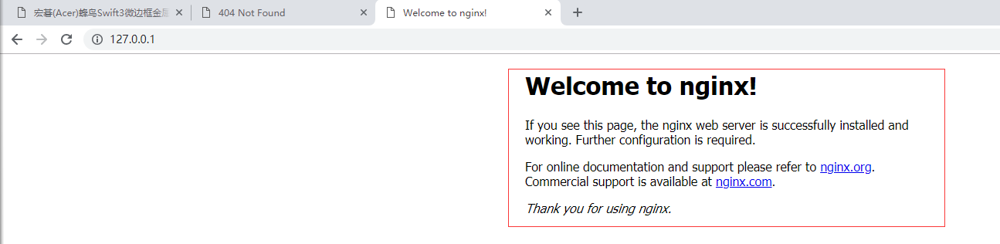 宏碁(Acer)蜂鸟Swift3微边框金属
404 Not Found
Welcome to nginx!
127.0.0.1
Welcome to nginx!
If you see this page, the nginx web server is successfully installed and
working. Further configuration is required.
For online documentation and support please refer to nginx.org.
Commercial support is available at nginx.com.
Thank you for using nginx.